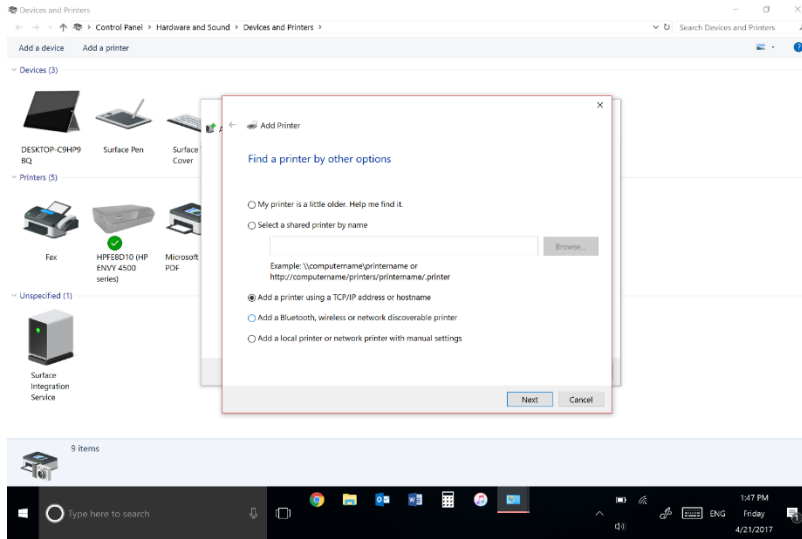 Devices and Printers
Control Panel > Hardware and Sound > Devices and Printers >
Search Devices and Printers
Add a device Add a printer
Devices (3)
DESKTOP-C9HP9
BQ
Surface Pen
Surface
Cover
Printers (5)
Fax
HPFE8D10 (HP
ENVY 4500
series)
Microsoft
PDF
Unspecified (1)
Surface
Integration
Service
Add Printer
Find a printer by other options
My printer is a little older. Help me find it.
Select a shared printer by name
Browse...
Example: \\computername\printername or
http://computername/printers/printername/.printer
Add a printer using a TCP/IP address or hostname
Add a Bluetooth, wireless or network discoverable printer
Add a local printer or network printer with manual settings
Next Cancel
9 items
Type here to search
ENG
1:47 PM
Friday
4/21/2017